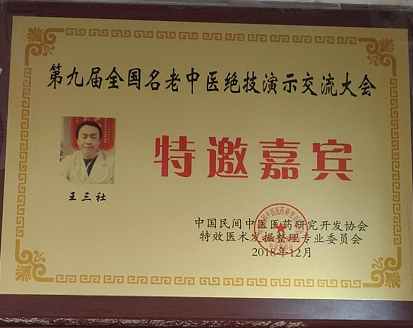 第九届全国名老中医绝技演示交流大会
特邀嘉宾
王三社
中国民间中医医药研究开发协会
特效医术发掘整理专业委员会
2018年12月